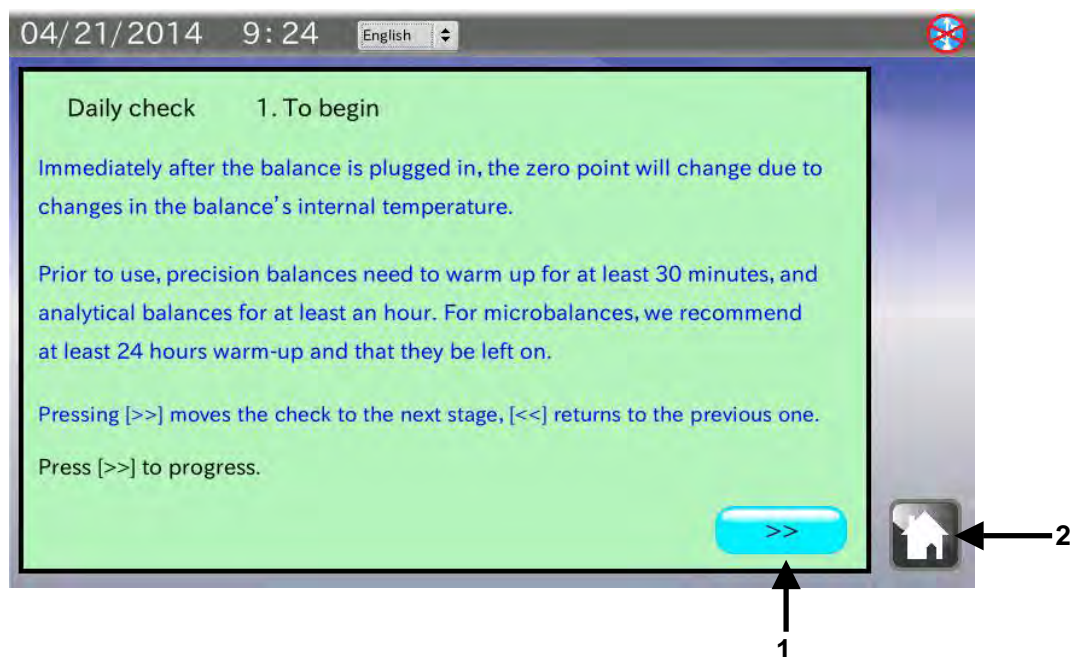 04/21/2014 9:24 English
Daily check 1. To begin
Immediately after the balance is plugged in, the zero point will change due to
changes in the balance's internal temperature.
Prior to use, precision balances need to warm up for at least 30 minutes, and
analytical balances for at least an hour. For microbalances, we recommend
at least 24 hours warm-up and that they be left on.
Pressing [>>] moves the check to the next stage, [<<] returns to the previous one.
Press [>>] to progress.
>>
2
1